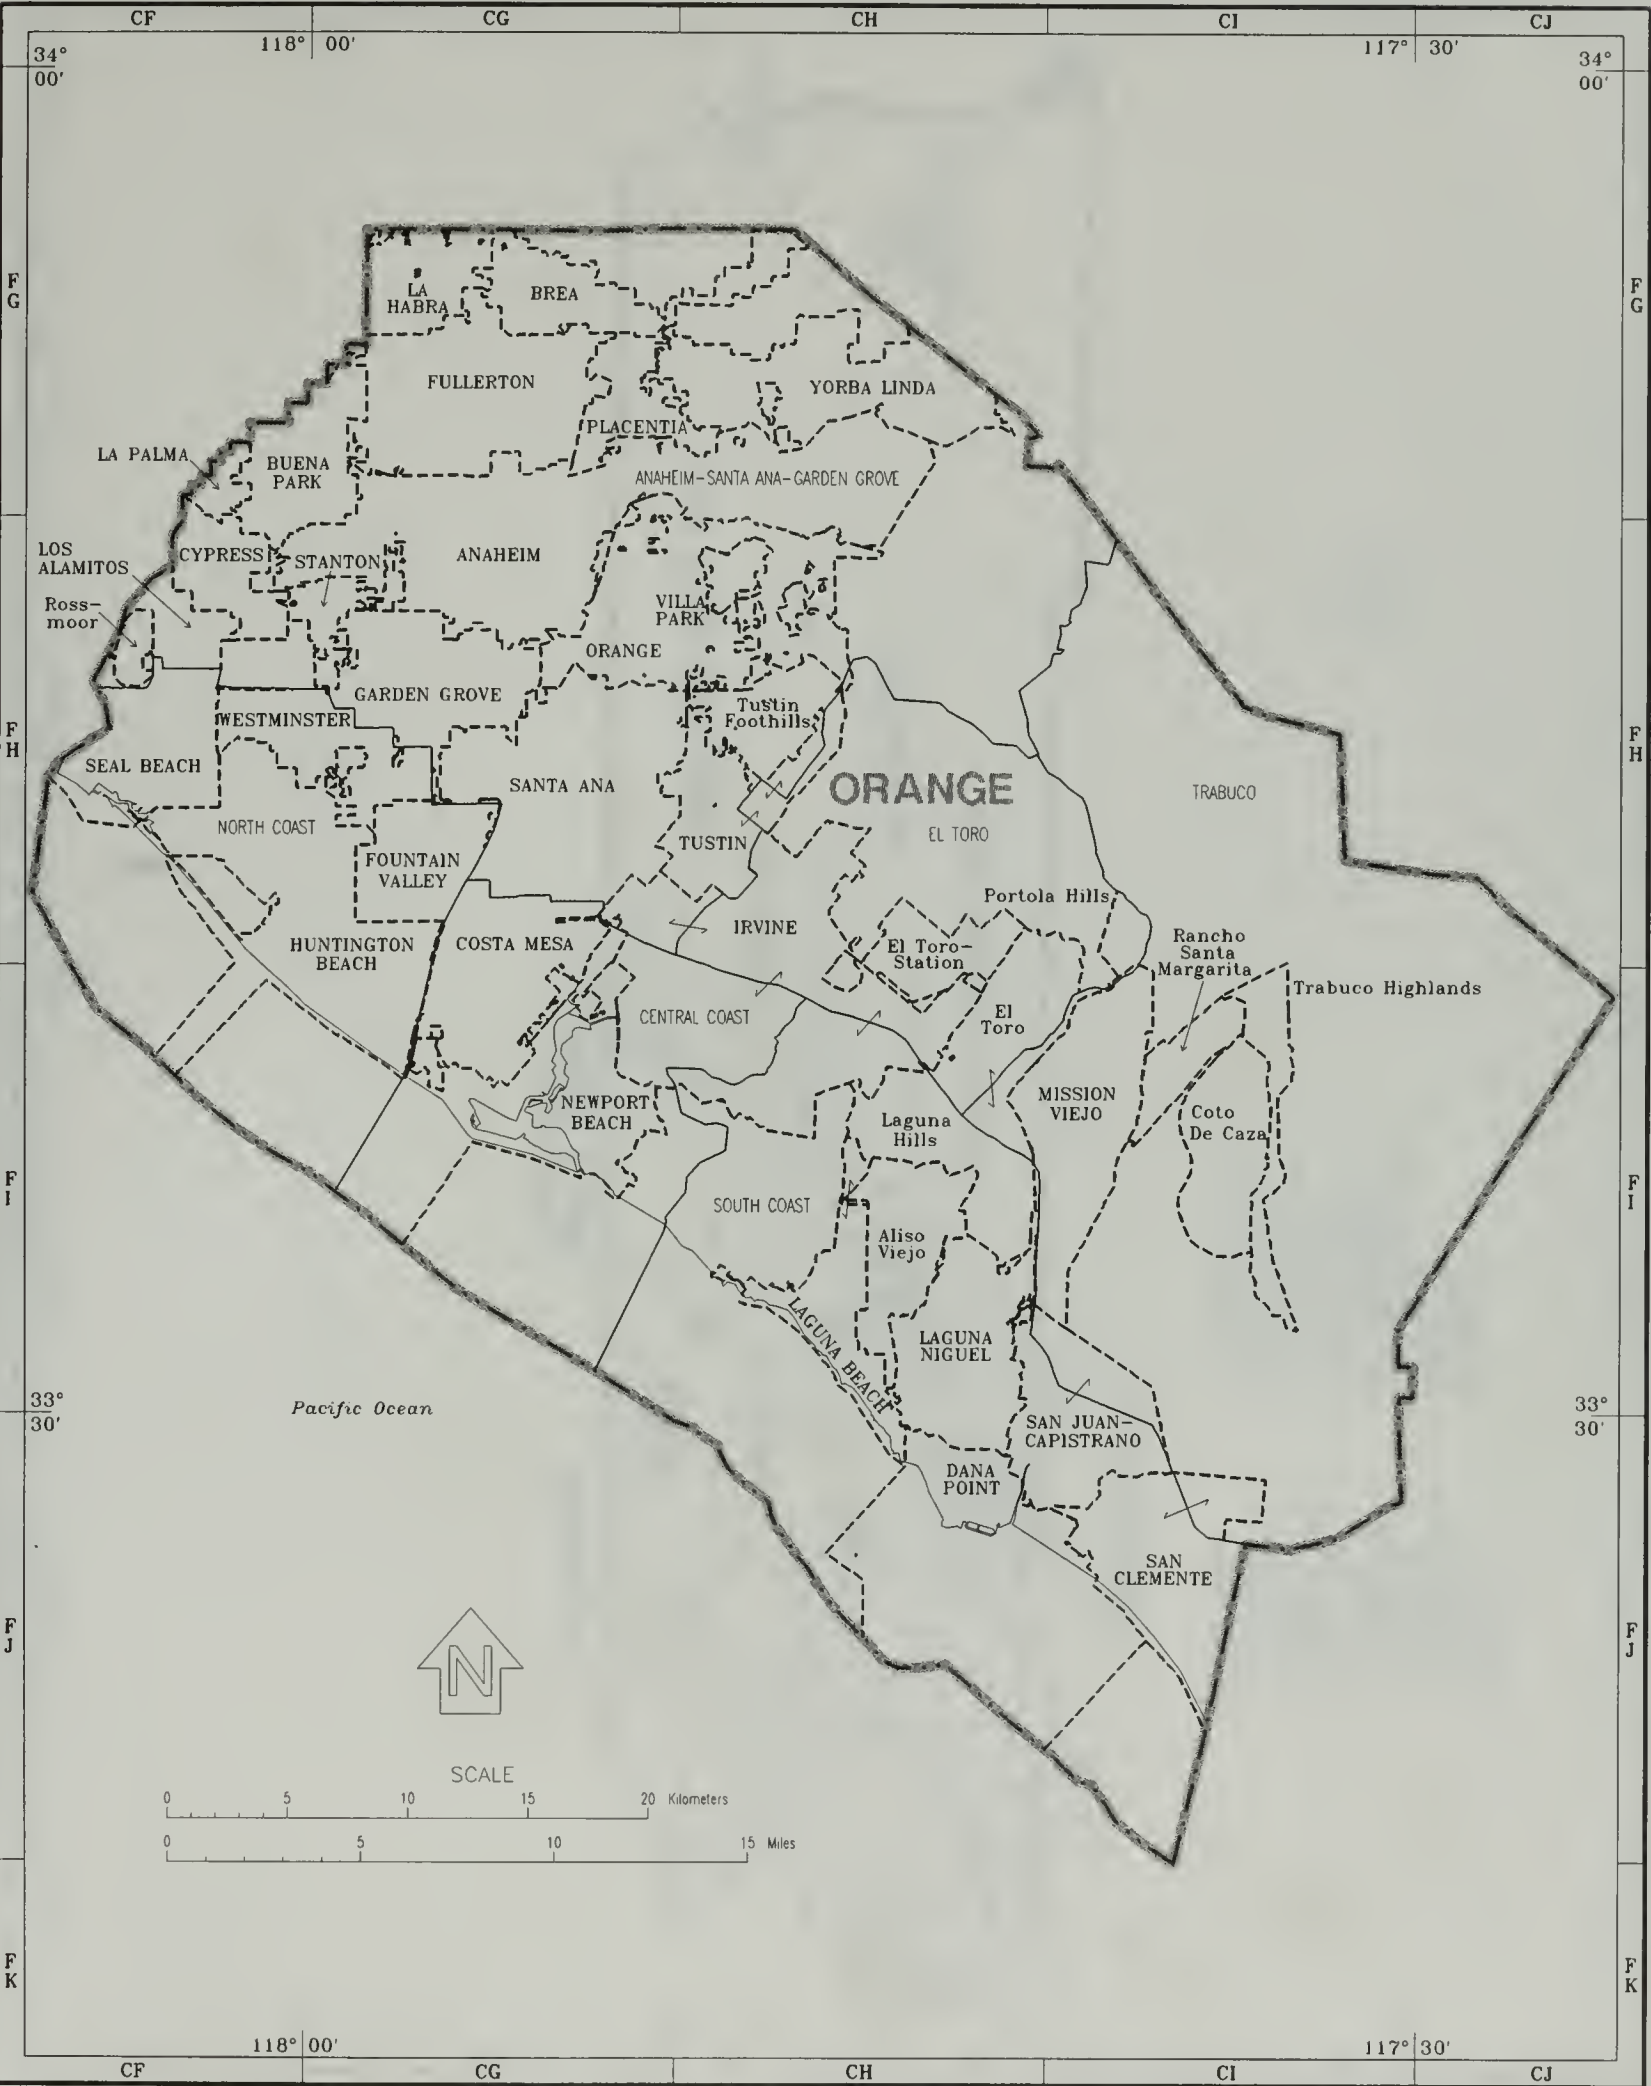 CF CG CH CI CJ
118° 00' 117° 30'
34° 00' 34° 00'
FG FG
LA HABRA
BREA
FULLERTON
YORBA LINDA
PLACENTIA
LA PALMA
BUENA PARK
ANAHEIM-SANTA ANA-GARDEN GROVE
LOS ALAMITOS
CYPRESS
STANTON
ANAHEIM
Ross-
moor
VILLA PARK
ORANGE
GARDEN GROVE
Tustin
Foothills
WESTMINSTER
FH FH
SEAL BEACH
SANTA ANA
ORANGE
TRABUCO
NORTH COAST
EL TORO
TUSTIN
FOUNTAIN VALLEY
Portola Hills
IRVINE
HUNTINGTON BEACH
COSTA MESA
El Toro-
Station
Rancho
Santa
Margarita
Trabuco Highlands
CENTRAL COAST
El
Toro
NEWPORT BEACH
MISSION VIEJO
Laguna
Hills
Coto
De Caza
FI FI
SOUTH COAST
Aliso
Viejo
LAGUNA BEACH
LAGUNA NIGUEL
Pacific Ocean
33° 30' 33° 30'
SAN JUAN-
CAPISTRANO
DANA POINT
SAN CLEMENTE
FJ FJ
N
SCALE
0 5 10 15 20 Kilometers
0 5 10 15 Miles
FK FK
118° 00' 117° 30'
CF CG CH CI CJ